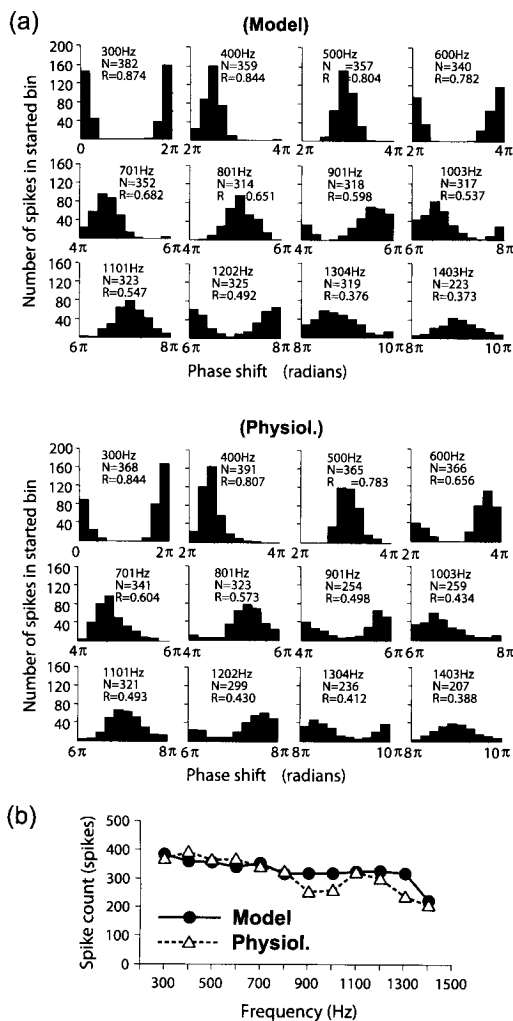 (a)
(Model)
Number of spikes in started bin
200
160
120
80
40
300Hz
N=382
R=0.874
0
2π
400Hz
N=359
R=0.844
2π
4π
500Hz
N =357
R =0.804
2π
4π
600Hz
N=340
R=0.782
2π
4π
160
120
80
40
701Hz
N=352
R=0.682
4π
6π
801Hz
N=314
R =0.651
4π
6π
901Hz
N=318
R=0.598
4π
6π
1003Hz
N=317
R=0.537
6π
8π
160
120
80
40
1101Hz
N=323
R=0.547
6π
8π
1202Hz
N=325
R=0.492
6π
8π
1304Hz
N=319
R=0.376
8π
10π
1403Hz
N=223
R=0.373
8π
10π
Phase shift (radians)
(Physiol.)
Number of spikes in started bin
200
160
120
80
40
300Hz
N=368
R=0.844
0
2π
400Hz
N=391
R=0.807
2π
4π
500Hz
N=365
R =0.783
2π
4π
600Hz
N=366
R=0.656
2π
4π
160
120
80
40
701Hz
N=341
R=0.604
4π
6π
801Hz
N=323
R=0.573
4π
6π
901Hz
N=254
R=0.498
4π
6π
1003Hz
N=259
R=0.434
6π
8π
160
120
80
40
1101Hz
N=321
R=0.493
6π
8π
1202Hz
N=299
R=0.430
6π
8π
1304Hz
N=236
R=0.412
8π
10π
1403Hz
N=207
R=0.388
8π
10π
Phase shift (radians)
(b)
Spike count (spikes)
500
400
300
200
100
0
Model
Physiol.
300
500
700
900
1100
1300
1500
Frequency (Hz)